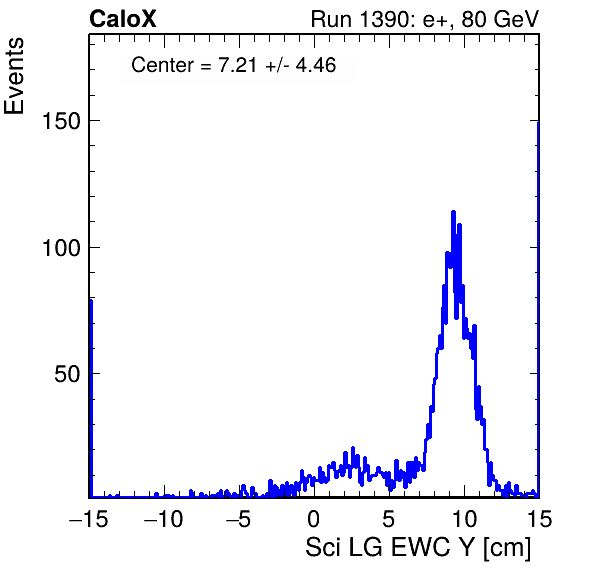 CaloX Run 1390: e+, 80 GeV
Center = 7.21 +/- 4.46
Events
150
100
50
−15 −10 −5 0 5 10 15
Sci LG EWC Y [cm]